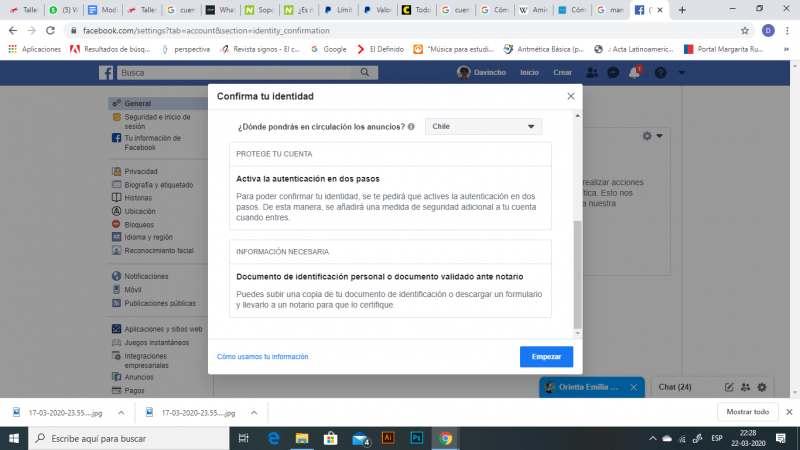 Talle
(5) V
Mod
Talle
cuen
What
Sopo
¿Es n
Límit
Valor
Todo
cuen
Cóm
Amin
Cóm
man
facebook.com/settings?tab=account&section=identity_confirmation
D
Aplicaciones
Resultados de búsq...
perspectiva
Revista signos - El c...
Google
El Definido
"Música para estudi...
Aritmética Básica (p...
.: Acta Latinoameric...
Portal Margarita Ru...
Busca
Davincho
Inicio
Crear
1
General
Seguridad e inicio de
sesión
Tu información de
Facebook
Privacidad
Biografía y etiquetado
Historias
Ubicación
Bloqueos
Idioma y región
Reconocimiento facial
Notificaciones
Móvil
Publicaciones públicas
Aplicaciones y sitios web
Juegos instantáneos
Integraciones
empresariales
Anuncios
Pagos
Confirma tu identidad
¿Dónde pondrás en circulación los anuncios?
Chile
PROTEGE TU CUENTA
Activa la autenticación en dos pasos
Para poder confirmar tu identidad, se te pedirá que actives la autenticación en dos
pasos. De esta manera, se añadirá una medida de seguridad adicional a tu cuenta
cuando entres.
INFORMACIÓN NECESARIA
Documento de identificación personal o documento validado ante notario
Puedes subir una copia de tu documento de identificación o descargar un formulario
y llevarlo a un notario para que lo certifique.
Cómo usamos tu información
Empezar
realizar acciones
tica. Esto nos
nuestra
Orietta Emilia ...
Chat (24)
17-03-2020-23.55....jpg
17-03-2020-23.55....jpg
Mostrar todo
Escribe aquí para buscar
4
Ai
Ps
ESP
22:28
22-03-2020